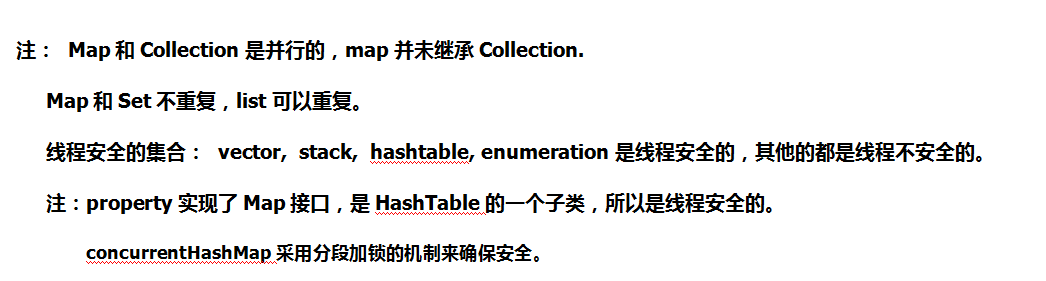 注： Map 和 Collection 是并行的，map 并未继承 Collection.
Map 和 Set 不重复，list 可以重复。
线程安全的集合： vector, stack, hashtable, enumeration 是线程安全的，其他的都是线程不安全的。
注：property 实现了 Map 接口，是 HashTable 的一个子类，所以是线程安全的。
concurrentHashMap 采用分段加锁的机制来确保安全。